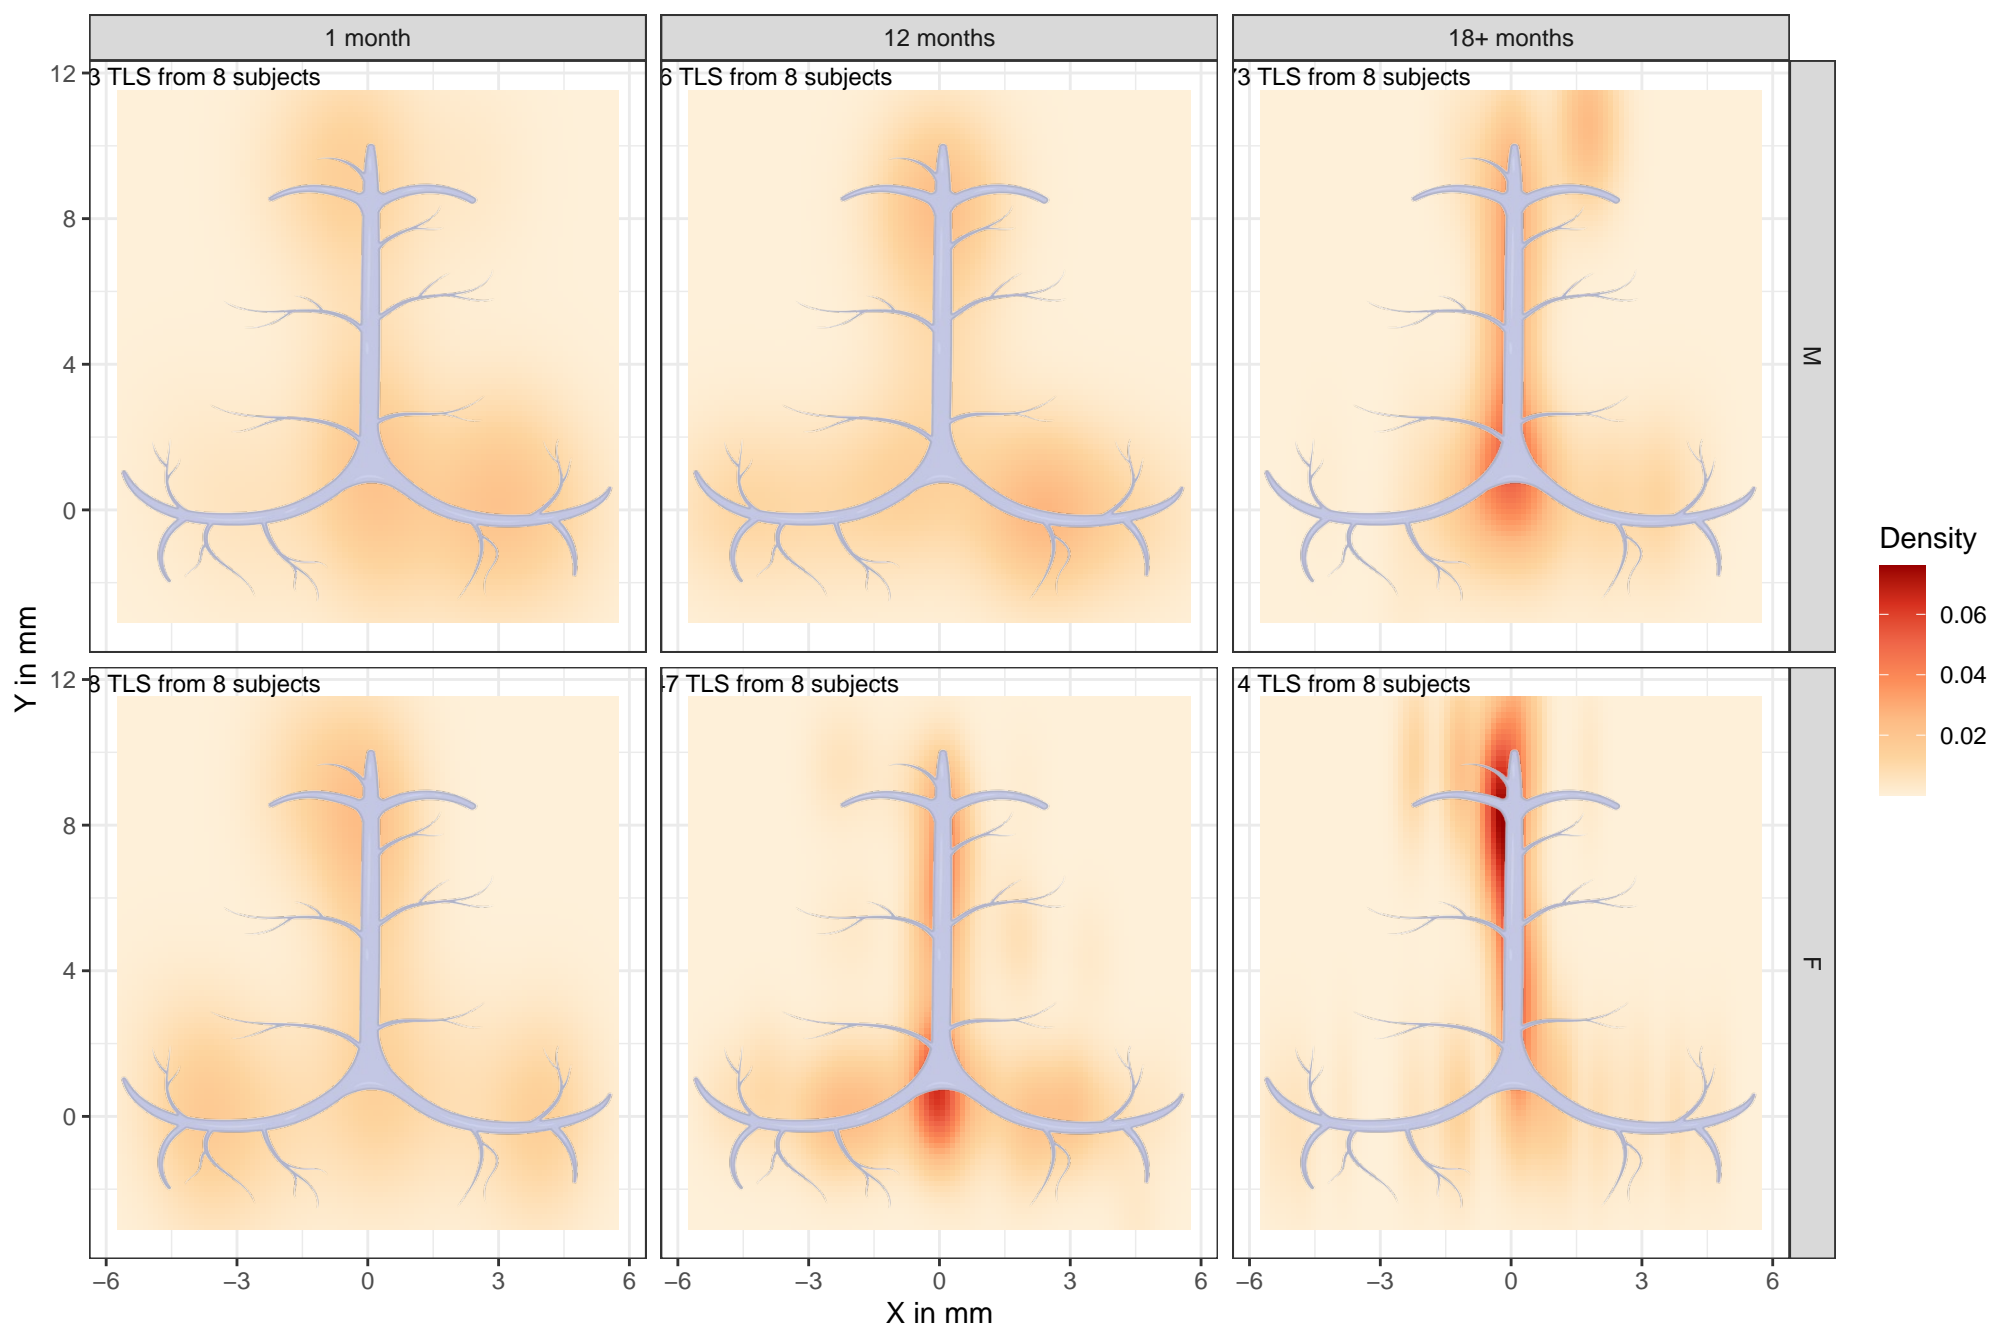 1 month
12 months
18+ months
3 TLS from 8 subjects
6 TLS from 8 subjects
3 TLS from 8 subjects
M
8 TLS from 8 subjects
7 TLS from 8 subjects
4 TLS from 8 subjects
F
12
8
4
0
12
8
4
0
Y in mm
−6
−3
0
3
6
−6
−3
0
3
6
−6
−3
0
3
6
X in mm
Density
0.06
0.04
0.02